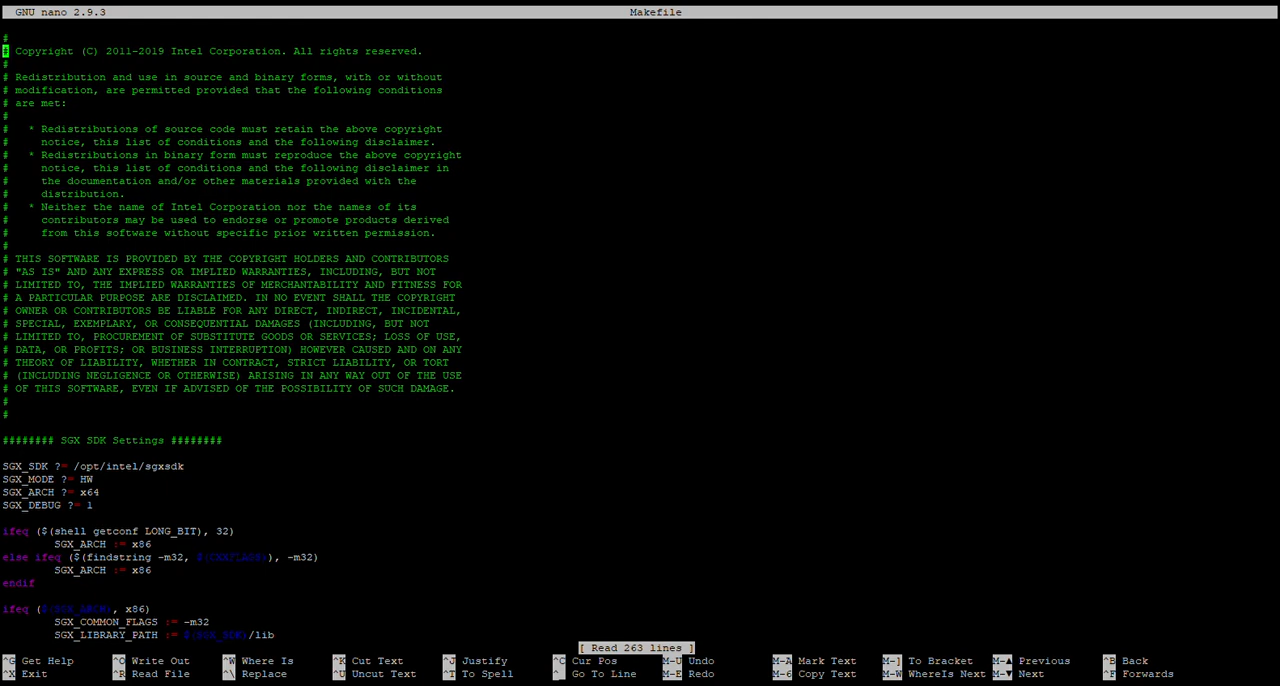 GNU nano 2.9.3 Makefile
#
# Copyright (C) 2011-2019 Intel Corporation. All rights reserved.
#
# Redistribution and use in source and binary forms, with or without
# modification, are permitted provided that the following conditions
# are met:
#
#   * Redistributions of source code must retain the above copyright
#     notice, this list of conditions and the following disclaimer.
#   * Redistributions in binary form must reproduce the above copyright
#     notice, this list of conditions and the following disclaimer in
#     the documentation and/or other materials provided with the
#     distribution.
#   * Neither the name of Intel Corporation nor the names of its
#     contributors may be used to endorse or promote products derived
#     from this software without specific prior written permission.
#
# THIS SOFTWARE IS PROVIDED BY THE COPYRIGHT HOLDERS AND CONTRIBUTORS
# "AS IS" AND ANY EXPRESS OR IMPLIED WARRANTIES, INCLUDING, BUT NOT
# LIMITED TO, THE IMPLIED WARRANTIES OF MERCHANTABILITY AND FITNESS FOR
# A PARTICULAR PURPOSE ARE DISCLAIMED. IN NO EVENT SHALL THE COPYRIGHT
# OWNER OR CONTRIBUTORS BE LIABLE FOR ANY DIRECT, INDIRECT, INCIDENTAL,
# SPECIAL, EXEMPLARY, OR CONSEQUENTIAL DAMAGES (INCLUDING, BUT NOT
# LIMITED TO, PROCUREMENT OF SUBSTITUTE GOODS OR SERVICES; LOSS OF USE,
# DATA, OR PROFITS; OR BUSINESS INTERRUPTION) HOWEVER CAUSED AND ON ANY
# THEORY OF LIABILITY, WHETHER IN CONTRACT, STRICT LIABILITY, OR TORT
# (INCLUDING NEGLIGENCE OR OTHERWISE) ARISING IN ANY WAY OUT OF THE USE
# OF THIS SOFTWARE, EVEN IF ADVISED OF THE POSSIBILITY OF SUCH DAMAGE.
#
#
######## SGX SDK Settings ########
SGX_SDK ?= /opt/intel/sgxsdk
SGX_MODE ?= HW
SGX_ARCH ?= x64
SGX_DEBUG ?= 1
ifeq ($(shell getconf LONG_BIT), 32)
        SGX_ARCH := x86
else ifeq ($(findstring -m32, $(CXXFLAGS)), -m32)
        SGX_ARCH := x86
endif
ifeq ($(SGX_ARCH), x86)
        SGX_COMMON_FLAGS := -m32
        SGX_LIBRARY_PATH := $(SGX_SDK)/lib
[ Read 263 lines ]
^G Get Help ^O Write Out ^W Where Is ^K Cut Text ^J Justify ^C Cur Pos M-U Undo M-A Mark Text M-] To Bracket M-▲ Previous ^B Back
^X Exit ^R Read File ^\ Replace ^U Uncut Text ^T To Spell ^_ Go To Line M-E Redo M-6 Copy Text M-W WhereIs Next M-▼ Next ^F Forwards